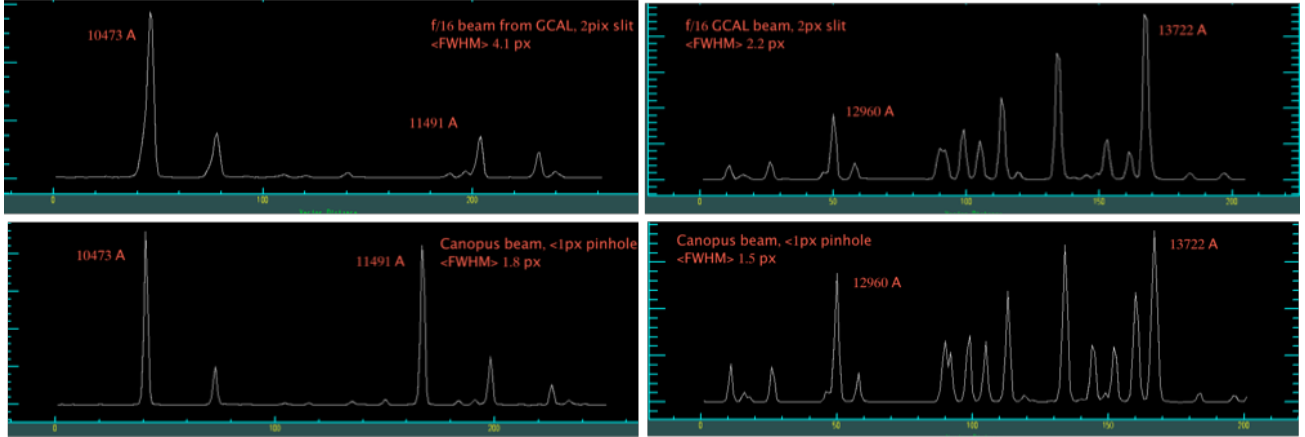 10473 A
f/16 beam from GCAL, 2pix slit
<FWHM> 4.1 px
11491 A
0
100
200
f/16 GCAL beam, 2px slit
<FWHM> 2.2 px
13722 A
12960 A
0
50
100
150
200
10473 A
11491 A
Canopus beam, <1px pinhole
<FWHM> 1.8 px
0
100
200
Canopus beam, <1px pinhole
<FWHM> 1.5 px
13722 A
12960 A
0
50
100
150
200